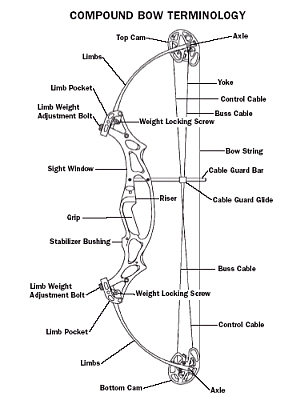 COMPOUND BOW TERMINOLOGY
Top Cam
Axle
Limbs
Yoke
Limb Pocket
Control Cable
Limb Weight
Adjustment Bolt
Buss Cable
Weight Locking Screw
Bow String
Sight Window
Cable Guard Bar
Riser
Cable Guard Glide
Grip
Stabilizer Bushing
Buss Cable
Limb Weight
Adjustment Bolt
Weight Locking Screw
Limb Pocket
Control Cable
Limbs
Bottom Cam
Axle